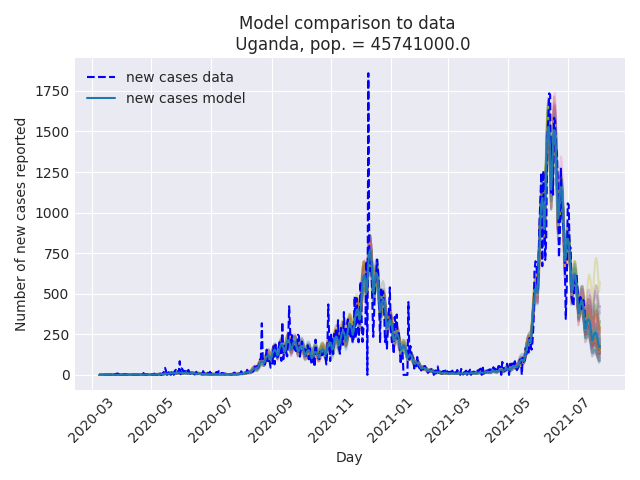 Model comparison to data
Uganda, pop. = 45741000.0
new cases data
new cases model
Number of new cases reported
1750
1500
1250
1000
750
500
250
0
2020-03
2020-05
2020-07
2020-09
2020-11
2021-01
2021-03
2021-05
2021-07
Day